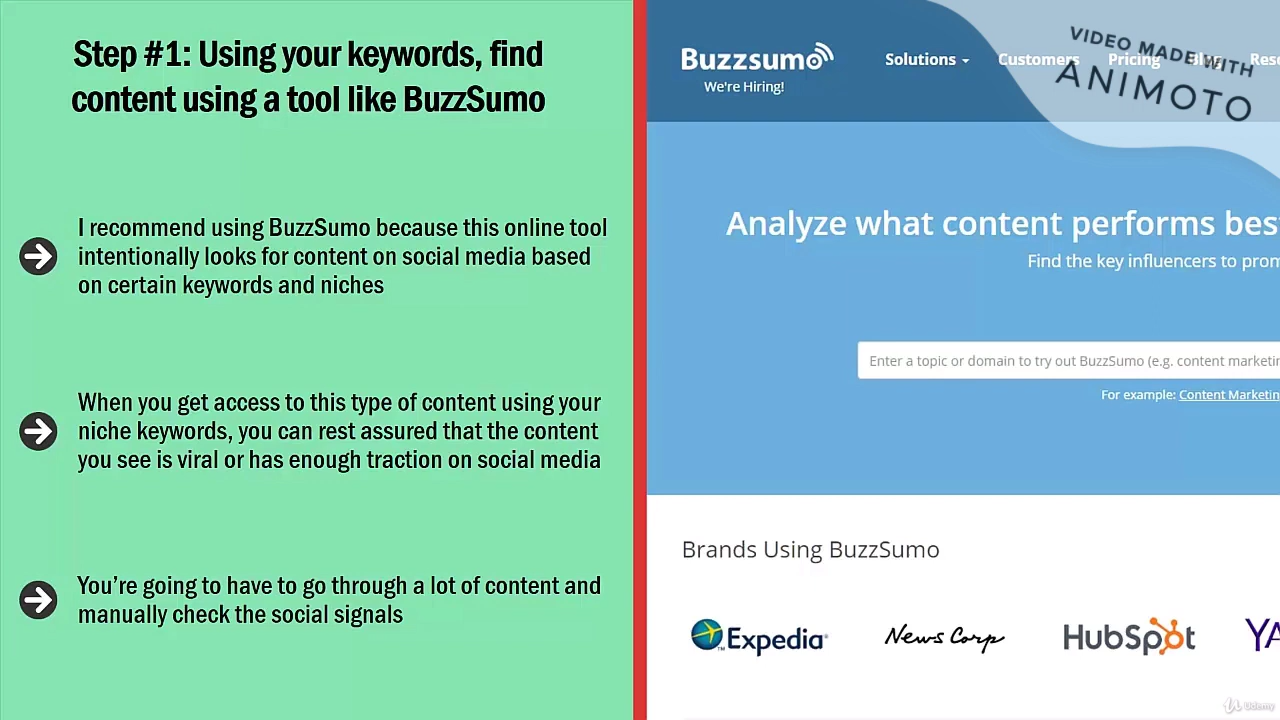 Step #1: Using your keywords, find
content using a tool like BuzzSumo
I recommend using BuzzSumo because this online tool
intentionally looks for content on social media based
on certain keywords and niches
When you get access to this type of content using your
niche keywords, you can rest assured that the content
you see is viral or has enough traction on social media
You're going to have to go through a lot of content and
manually check the social signals
Buzzsumo
We're Hiring!
Solutions Customers Pricing Blog Res
VIDEO MADE WITH
ANIMOTO
Analyze what content performs bes
Find the key influencers to pro
Enter a topic or domain to try out BuzzSumo (e.g. content marketin
For example: Content Marketin
Brands Using BuzzSumo
Expedia News Corp HubSpot YA
Udemy